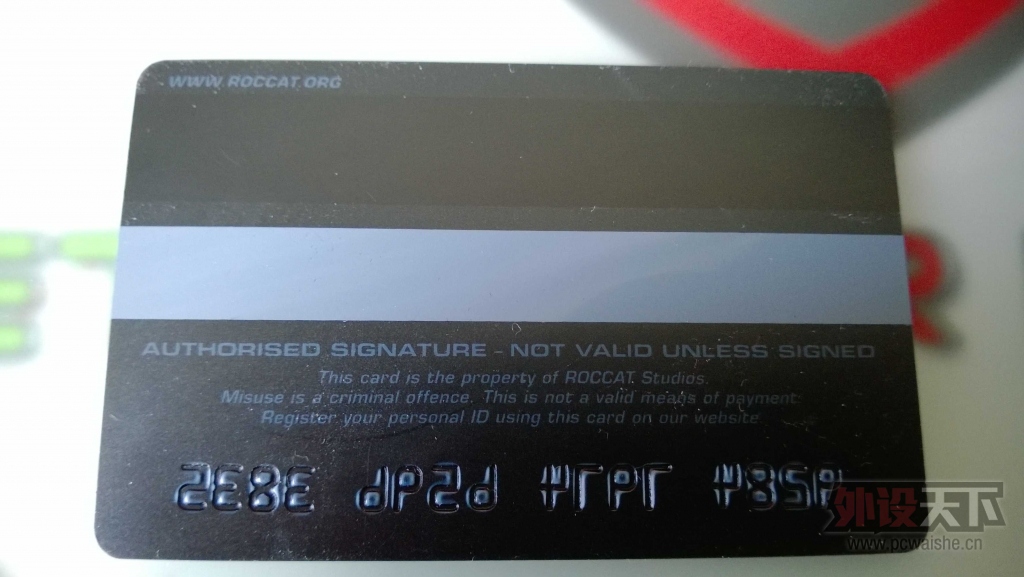 WWW.ROCCAT.ORG
AUTHORISED SIGNATURE - NOT VALID UNLESS SIGNED
This card is the property of ROCCAT Studios.
Misuse is a criminal offence. This is not a valid means of payment.
Register your personal ID using this card on our website.
外设天下
www.pcwaishe.cn